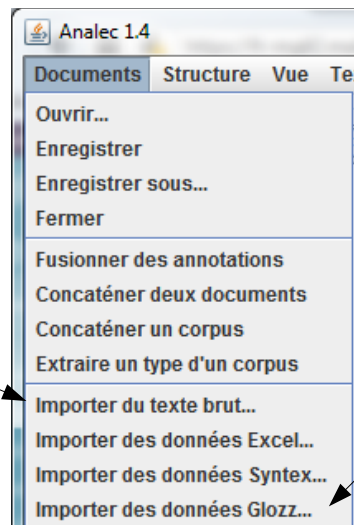 Analec 1.4
Documents Structure Vue Te
Ouvrir...
Enregistrer
Enregistrer sous...
Fermer
Fusionner des annotations
Concaténer deux documents
Concaténer un corpus
Extraire un type d'un corpus
Importer du texte brut...
Importer des données Excel...
Importer des données Syntex...
Importer des données Glozz...